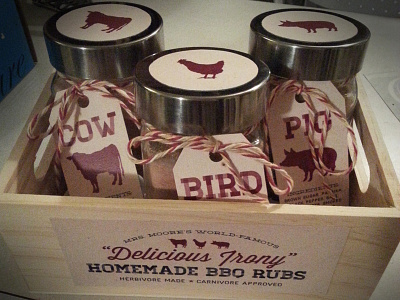 COW
BIRD
PIG
MRS. MOORE'S WORLD-FAMOUS
"Delicious Irony"
HOMEMADE BBQ RUBS
HERBIVORE MADE ★ CARNIVORE APPROVED